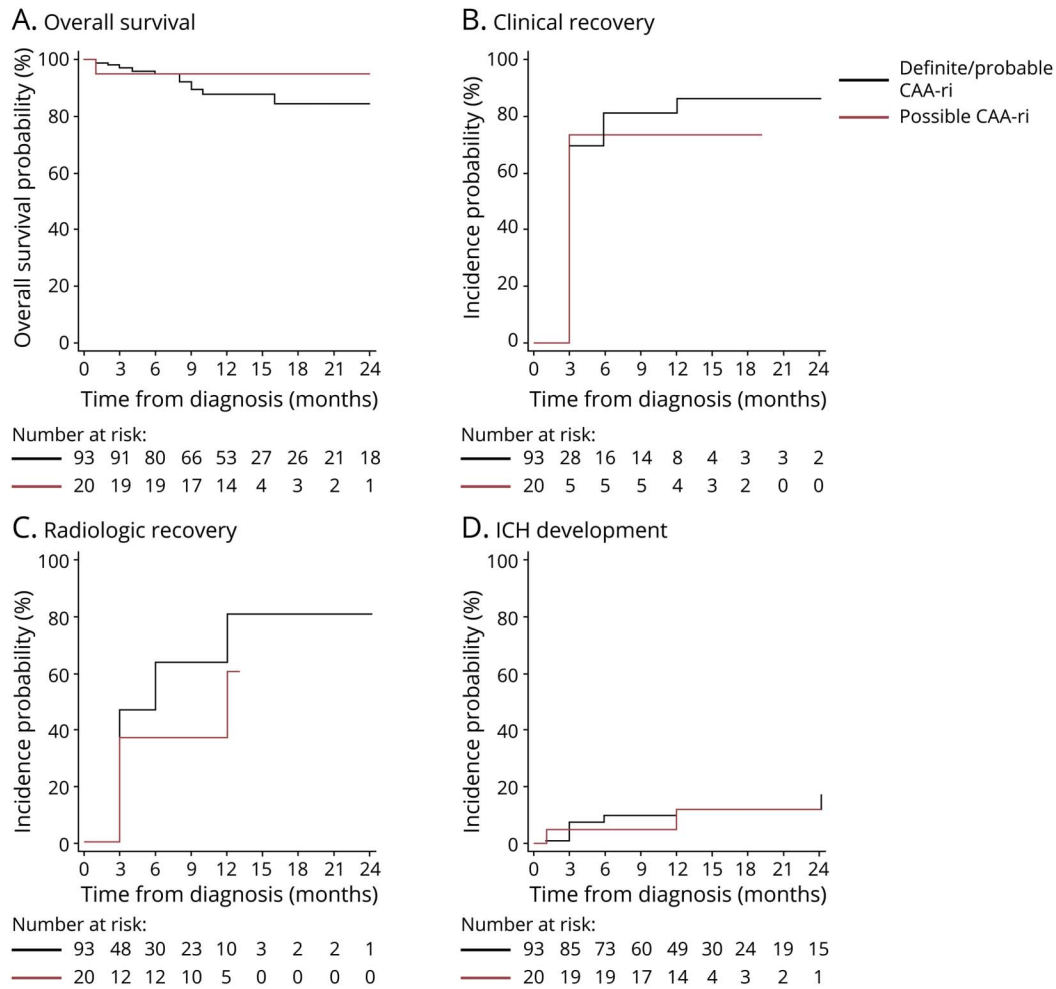 A. Overall survival
Overall survival probability (%)
100
80
60
40
20
0
0 3 6 9 12 15 18 21 24
Time from diagnosis (months)
Number at risk:
93 91 80 66 53 27 26 21 18
20 19 19 17 14 4 3 2 1
B. Clinical recovery
Incidence probability (%)
100
80
60
40
20
0
0 3 6 9 12 15 18 21 24
Time from diagnosis (months)
Number at risk:
93 28 16 14 8 4 3 3 2
20 5 5 5 4 3 2 0 0
Definite/probable
CAA-ri
Possible CAA-ri
C. Radiologic recovery
Incidence probability (%)
100
80
60
40
20
0
0 3 6 9 12 15 18 21 24
Time from diagnosis (months)
Number at risk:
93 48 30 23 10 3 2 2 1
20 12 12 10 5 0 0 0 0
D. ICH development
Incidence probability (%)
100
80
60
40
20
0
0 3 6 9 12 15 18 21 24
Time from diagnosis (months)
Number at risk:
93 85 73 60 49 30 24 19 15
20 19 19 17 14 4 3 2 1